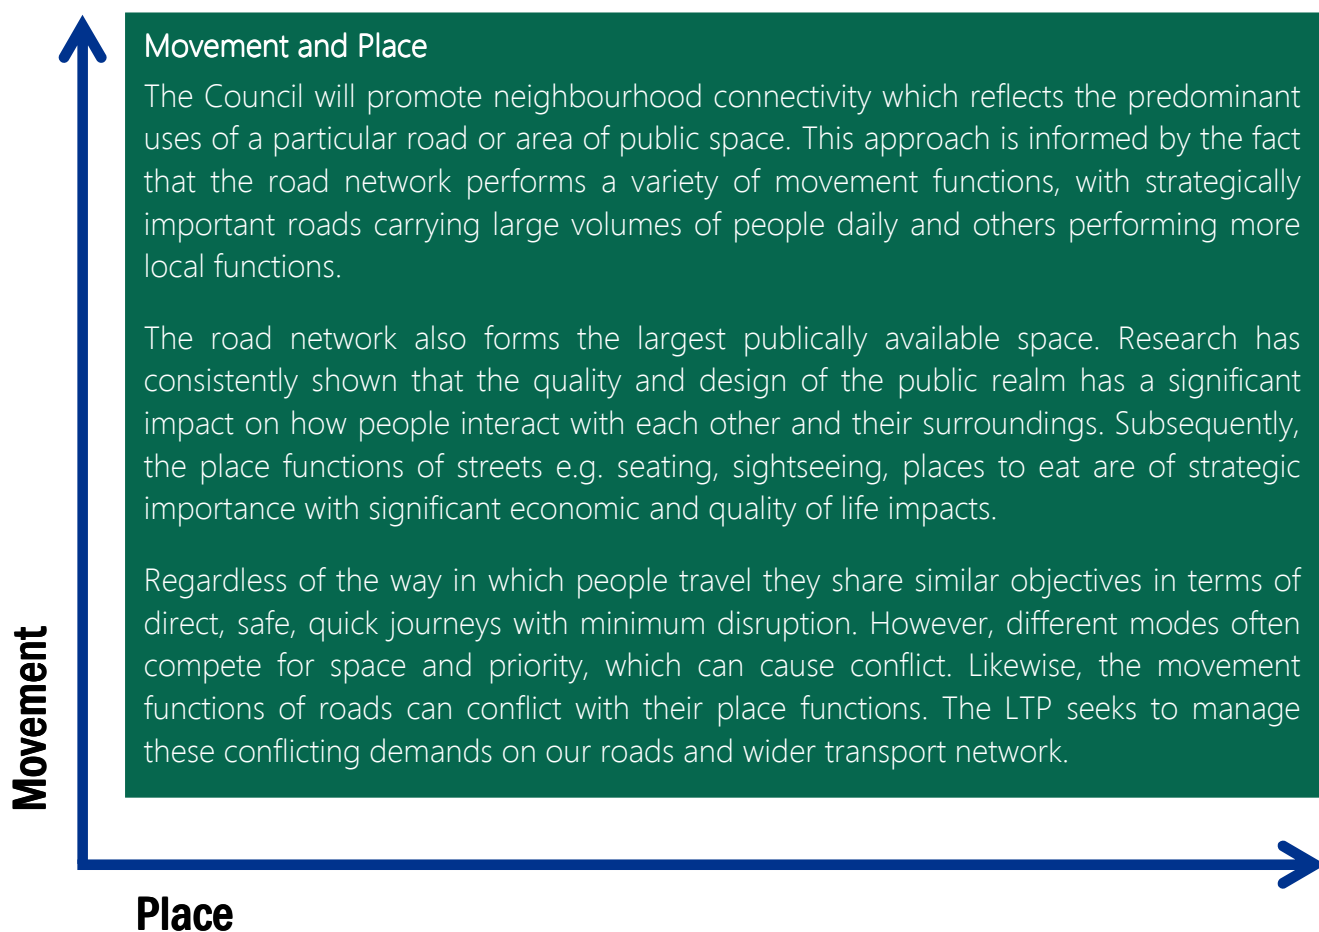 Movement and Place
The Council will promote neighbourhood connectivity which reflects the predominant
uses of a particular road or area of public space. This approach is informed by the fact
that the road network performs a variety of movement functions, with strategically
important roads carrying large volumes of people daily and others performing more
local functions.
The road network also forms the largest publically available space. Research has
consistently shown that the quality and design of the public realm has a significant
impact on how people interact with each other and their surroundings. Subsequently,
the place functions of streets e.g. seating, sightseeing, places to eat are of strategic
importance with significant economic and quality of life impacts.
Regardless of the way in which people travel they share similar objectives in terms of
direct, safe, quick journeys with minimum disruption. However, different modes often
compete for space and priority, which can cause conflict. Likewise, the movement
functions of roads can conflict with their place functions. The LTP seeks to manage
these conflicting demands on our roads and wider transport network.
Movement
Place